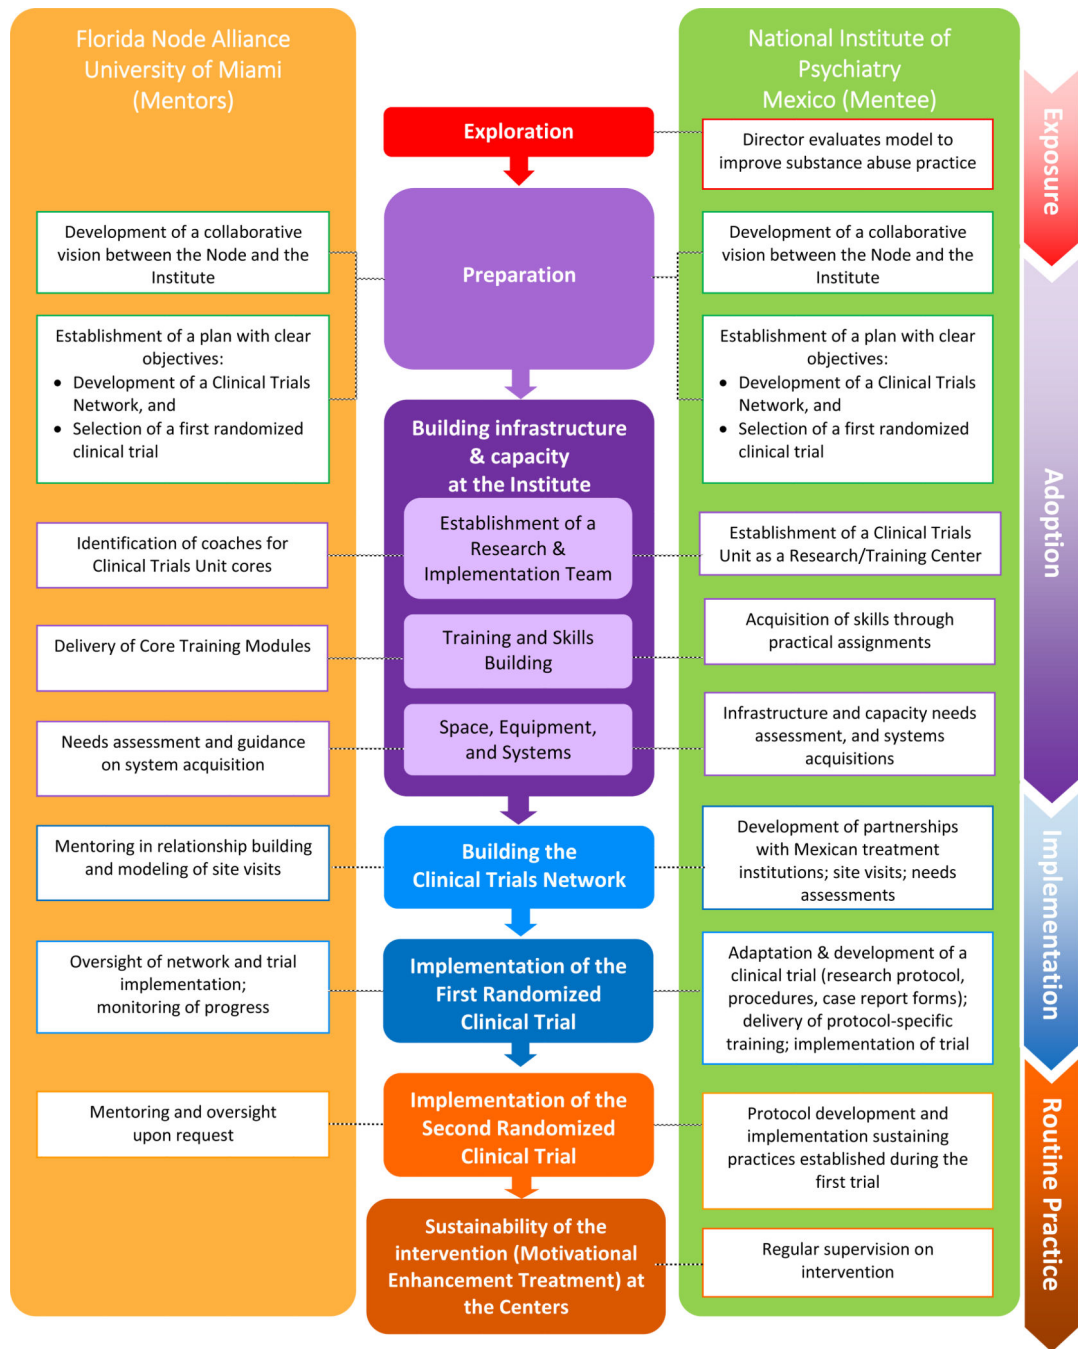 Florida Node Alliance
University of Miami
(Mentors)
National Institute of
Psychiatry
Mexico (Mentee)
Exploration
Director evaluates model to
improve substance abuse practice
Exposure
Development of a collaborative
vision between the Node and the
Institute
Preparation
Development of a collaborative
vision between the Node and the
Institute
Establishment of a plan with clear
objectives:
• Development of a Clinical Trials
Network, and
• Selection of a first randomized
clinical trial
Establishment of a plan with clear
objectives:
• Development of a Clinical Trials
Network, and
• Selection of a first randomized
clinical trial
Adoption
Building infrastructure
& capacity
at the Institute
Identification of coaches for
Clinical Trials Unit cores
Establishment of a
Research &
Implementation Team
Establishment of a Clinical Trials
Unit as a Research/Training Center
Delivery of Core Training Modules
Training and Skills
Building
Acquisition of skills through
practical assignments
Needs assessment and guidance
on system acquisition
Space, Equipment,
and Systems
Infrastructure and capacity needs
assessment, and systems
acquisitions
Mentoring in relationship building
and modeling of site visits
Building the
Clinical Trials Network
Development of partnerships
with Mexican treatment
institutions; site visits; needs
assessments
Implementation
Oversight of network and trial
implementation;
monitoring of progress
Implementation of the
First Randomized
Clinical Trial
Adaptation & development of a
clinical trial (research protocol,
procedures, case report forms);
delivery of protocol-specific
training; implementation of trial
Mentoring and oversight
upon request
Implementation of the
Second Randomized
Clinical Trial
Protocol development and
implementation sustaining
practices established during the
first trial
Routine Practice
Sustainability of the
intervention (Motivational
Enhancement Treatment) at
the Centers
Regular supervision on
intervention